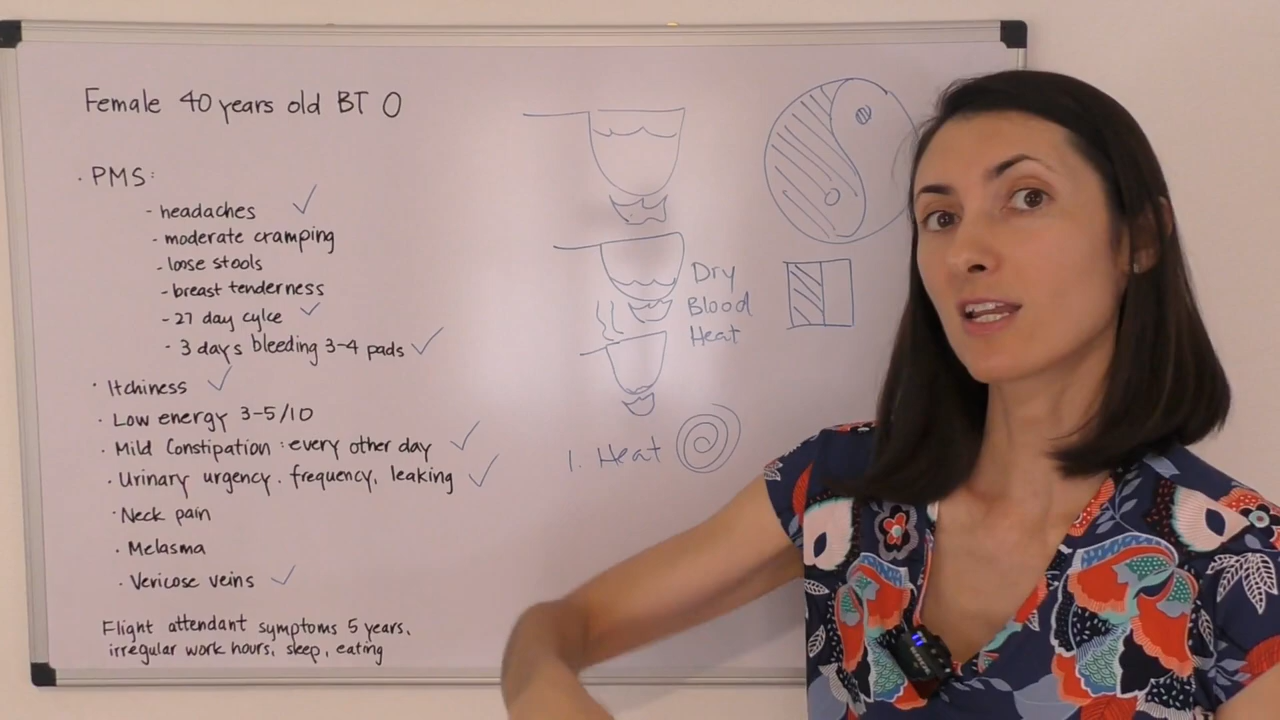 Female 40 years old BT O
· PMS:
- headaches ✓
- moderate cramping
- loose stools
- breast tenderness
- 27 day cylce ✓
- 3 days bleeding 3-4 pads ✓
· Itchiness ✓
· Low energy 3-5/10
· Mild Constipation : every other day ✓
· Urinary urgency. frequency, leaking ✓
· Neck pain
· Melasma
· Vericose veins ✓
Flight attendant symptoms 5 years,
irregular work hours, sleep, eating
Dry
Blood
Heat
1. Heat